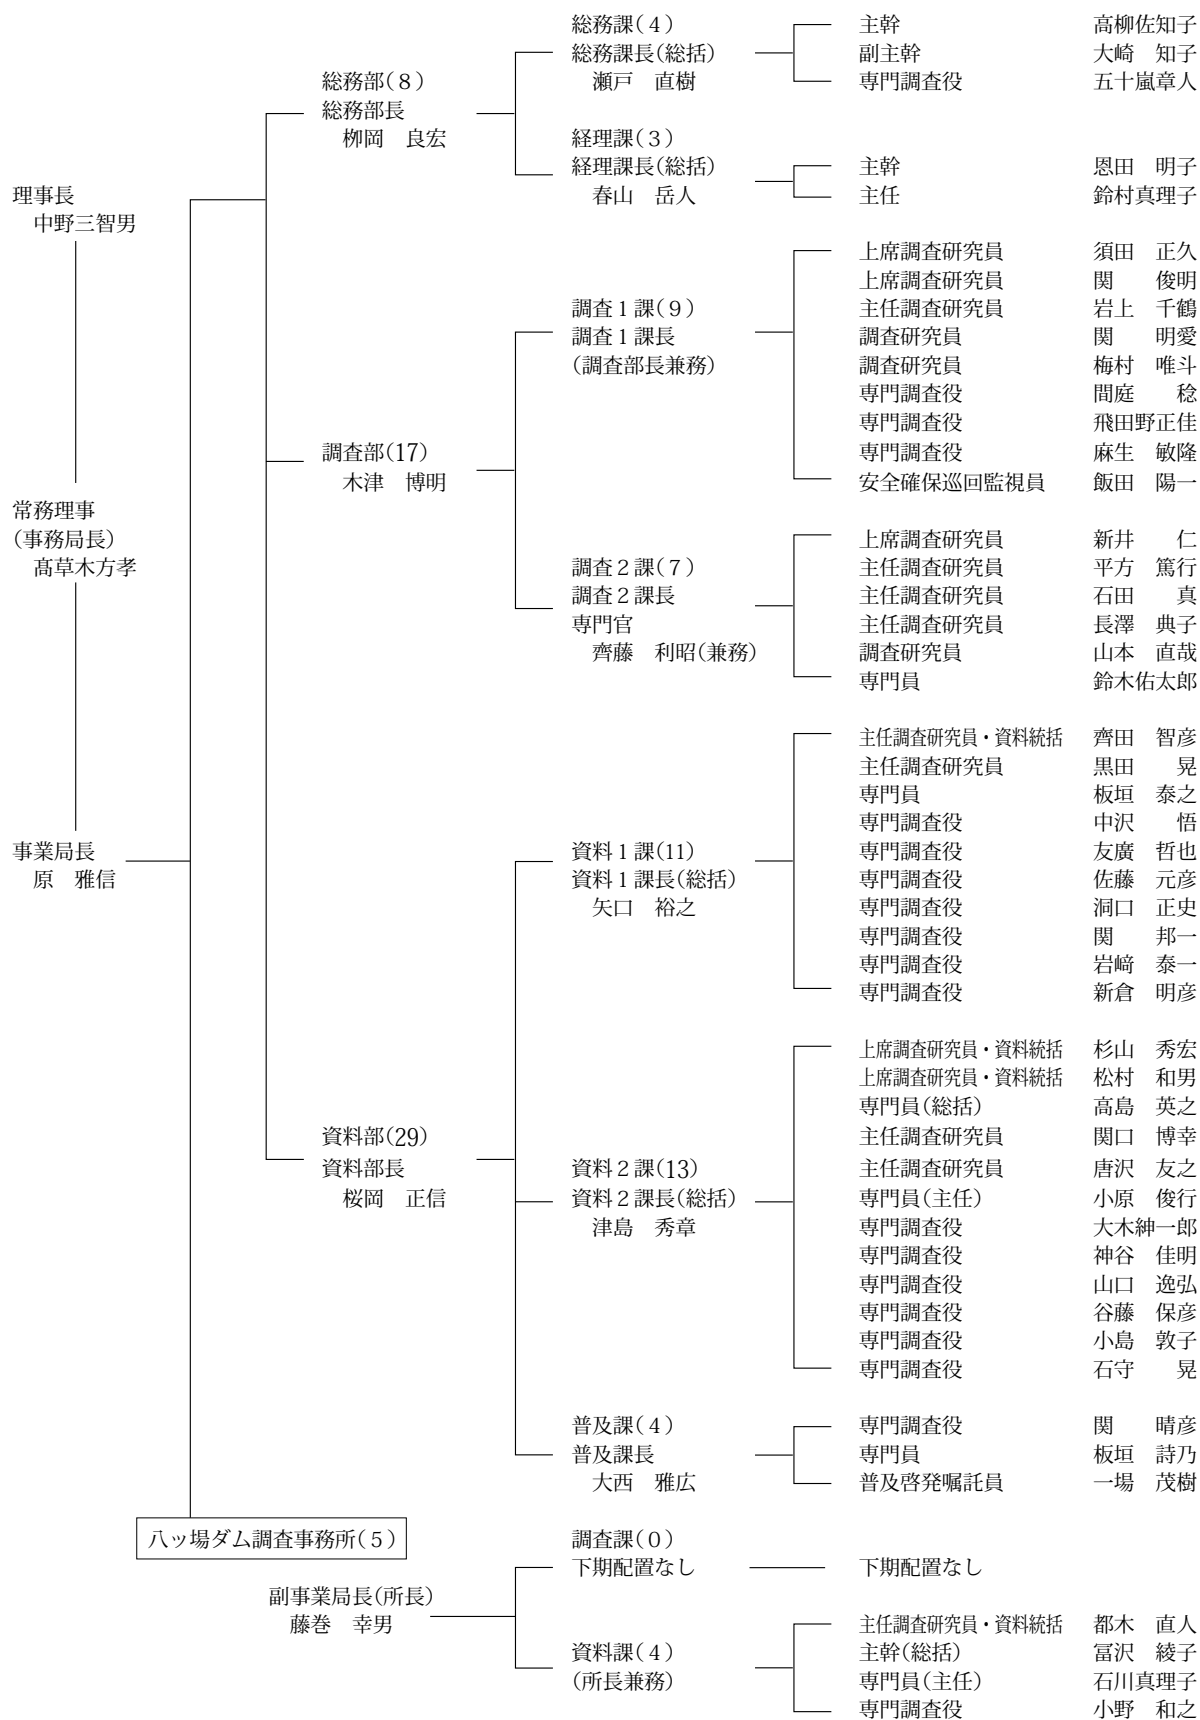 理事長
中野三智男
常務理事
(事務局長)
髙草木方孝
事業局長
原　雅信
総務部(8)
総務部長
栁岡　良宏
総務課(4)
総務課長(総括)
瀬戸　直樹
主幹　高柳佐知子
副主幹　大崎　知子
専門調査役　五十嵐章人
経理課(3)
経理課長(総括)
春山　岳人
主幹　恩田　明子
主任　鈴村真理子
調査部(17)
木津　博明
調査1課(9)
調査1課長
(調査部長兼務)
上席調査研究員　須田　正久
上席調査研究員　関　俊明
主任調査研究員　岩上　千鶴
調査研究員　関　明愛
調査研究員　梅村　唯斗
専門調査役　間庭　稔
専門調査役　飛田野正佳
専門調査役　麻生　敏隆
安全確保巡回監視員　飯田　陽一
調査2課(7)
調査2課長
専門官
齊藤　利昭(兼務)
上席調査研究員　新井　仁
主任調査研究員　平方　篤行
主任調査研究員　石田　真
主任調査研究員　長澤　典子
調査研究員　山本　直哉
専門員　鈴木佑太郎
資料部(29)
資料部長
桜岡　正信
資料1課(11)
資料1課長(総括)
矢口　裕之
主任調査研究員・資料統括　齊田　智彦
主任調査研究員　黒田　晃
専門員　板垣　泰之
専門調査役　中沢　悟
専門調査役　友廣　哲也
専門調査役　佐藤　元彦
専門調査役　洞口　正史
専門調査役　関　邦一
専門調査役　岩﨑　泰一
専門調査役　新倉　明彦
資料2課(13)
資料2課長(総括)
津島　秀章
上席調査研究員・資料統括　杉山　秀宏
上席調査研究員・資料統括　松村　和男
専門員(総括)　高島　英之
主任調査研究員　関口　博幸
主任調査研究員　唐沢　友之
専門員(主任)　小原　俊行
専門調査役　大木紳一郎
専門調査役　神谷　佳明
専門調査役　山口　逸弘
専門調査役　谷藤　保彦
専門調査役　小島　敦子
専門調査役　石守　晃
普及課(4)
普及課長
大西　雅広
専門調査役　関　晴彦
専門員　板垣　詩乃
普及啓発嘱託員　一場　茂樹
八ッ場ダム調査事務所(5)
副事業局長(所長)
藤巻　幸男
調査課(0)
下期配置なし　下期配置なし
資料課(4)
(所長兼務)
主任調査研究員・資料統括　都木　直人
主幹(総括)　冨沢　綾子
専門員(主任)　石川真理子
専門調査役　小野　和之